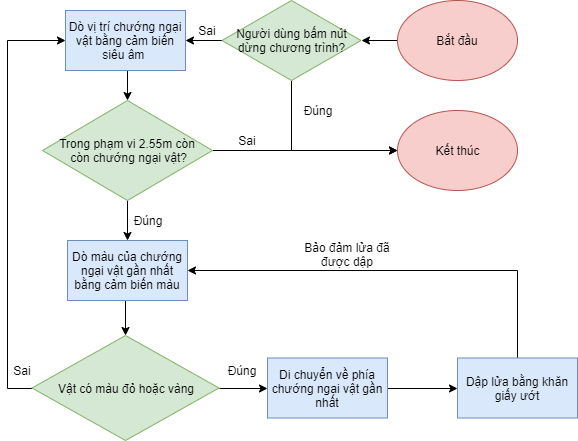 Dò vị trí chướng ngại
vật bằng cảm biến
siêu âm
Sai
Người dùng bấm nút
dừng chương trình?
Bắt đầu
Đúng
Trong phạm vi 2.55m còn
còn chướng ngại vật?
Sai
Kết thúc
Đúng
Dò màu của chướng
ngại vật gần nhất
bằng cảm biến màu
Bảo đảm lửa đã
được dập
Sai
Vật có màu đỏ hoặc vàng
Đúng
Di chuyển về phía
chướng ngại vật gần
nhất
Dập lửa bằng khăn
giấy ướt